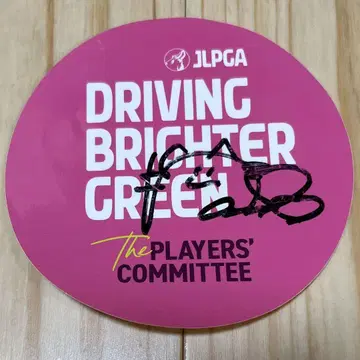 JLPGA
DRIVING
BRIGHTER
GREEN
The PLAYERS'
COMMITTEE